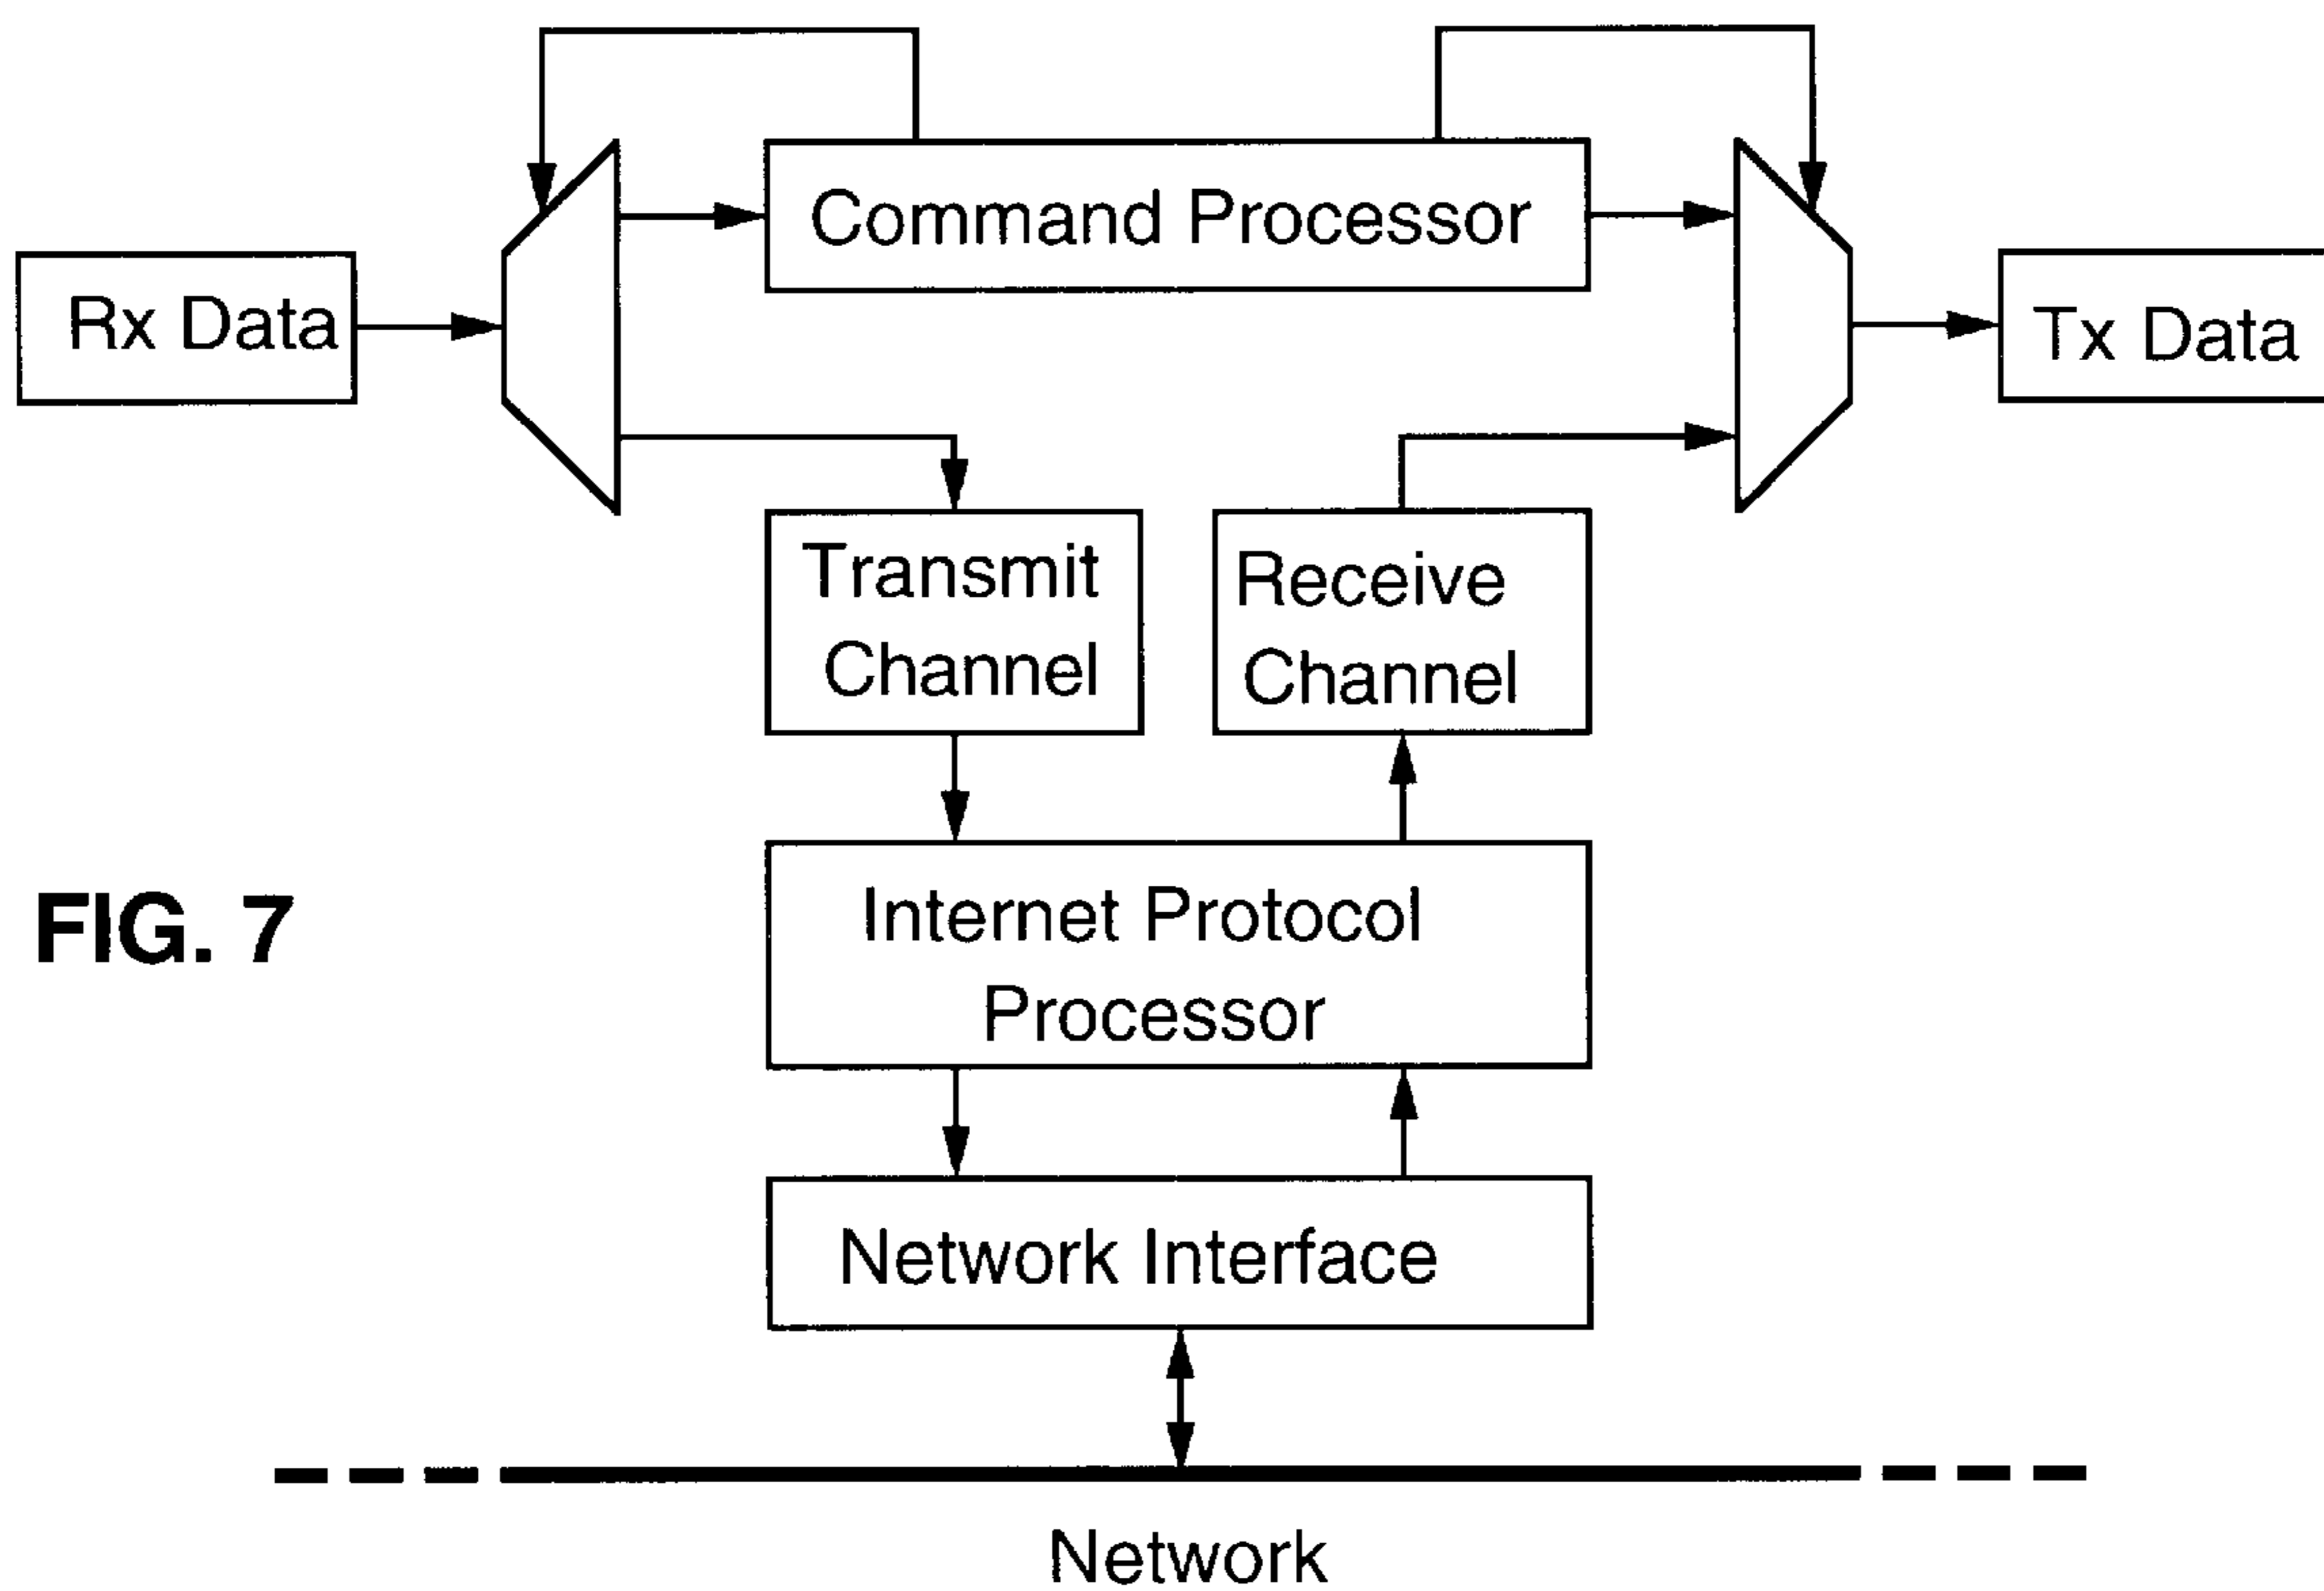 Command Processor
Rx Data
Tx Data
Transmit
Channel
Receive
Channel
FIG. 7
Internet Protocol
Processor
Network Interface
Network